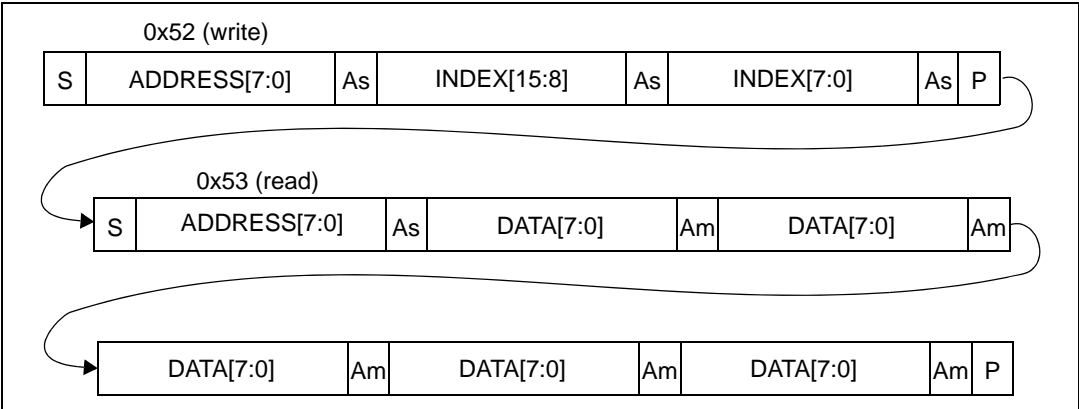 0x52 (write)
S ADDRESS[7:0] As INDEX[15:8] As INDEX[7:0] As P
0x53 (read)
S ADDRESS[7:0] As DATA[7:0] Am DATA[7:0] Am
DATA[7:0] Am DATA[7:0] Am DATA[7:0] Am P